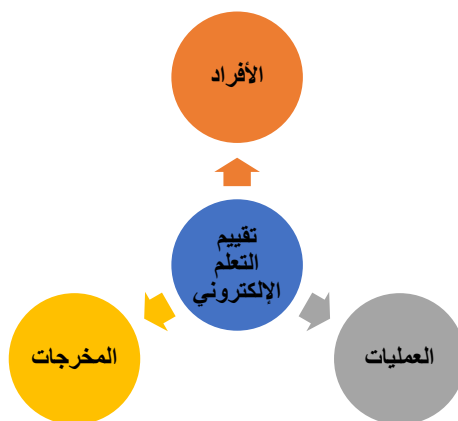 الأفراد
تقييم
التعلم
الإلكتروني
العمليات
المخرجات